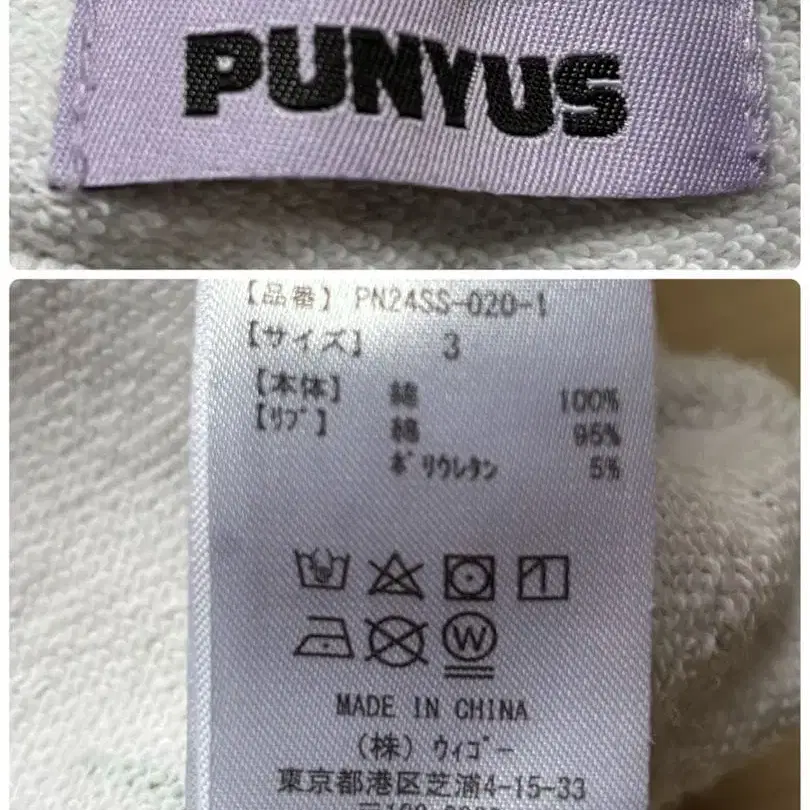 PUNYUS
【品番】 PN24SS-020-1
【サイズ】 3
【本体】 綿 100%
【リブ】 綿 95%
ポリウレタン 5%
W
MADE IN CHINA
(株) ウィゴー
東京都港区芝浦4-15-33